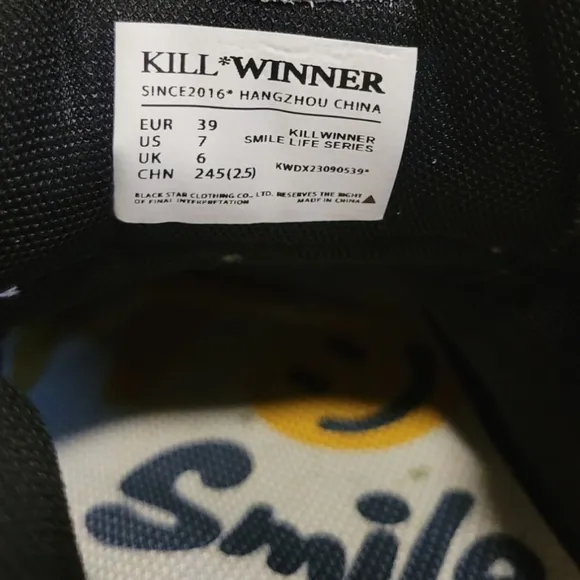 KILL*WINNER
SINCE2016* HANGZHOU CHINA
EUR 39
US 7
UK 6
CHN 245(2.5)
KILLWINNER
SMILE LIFE SERIES
KWDX23090539*
BLACK STAR CLOTHING CO., LTD. RESERVES THE RIGHT
OF FINAL INTERPRETATION
MADE IN CHINA
Smile